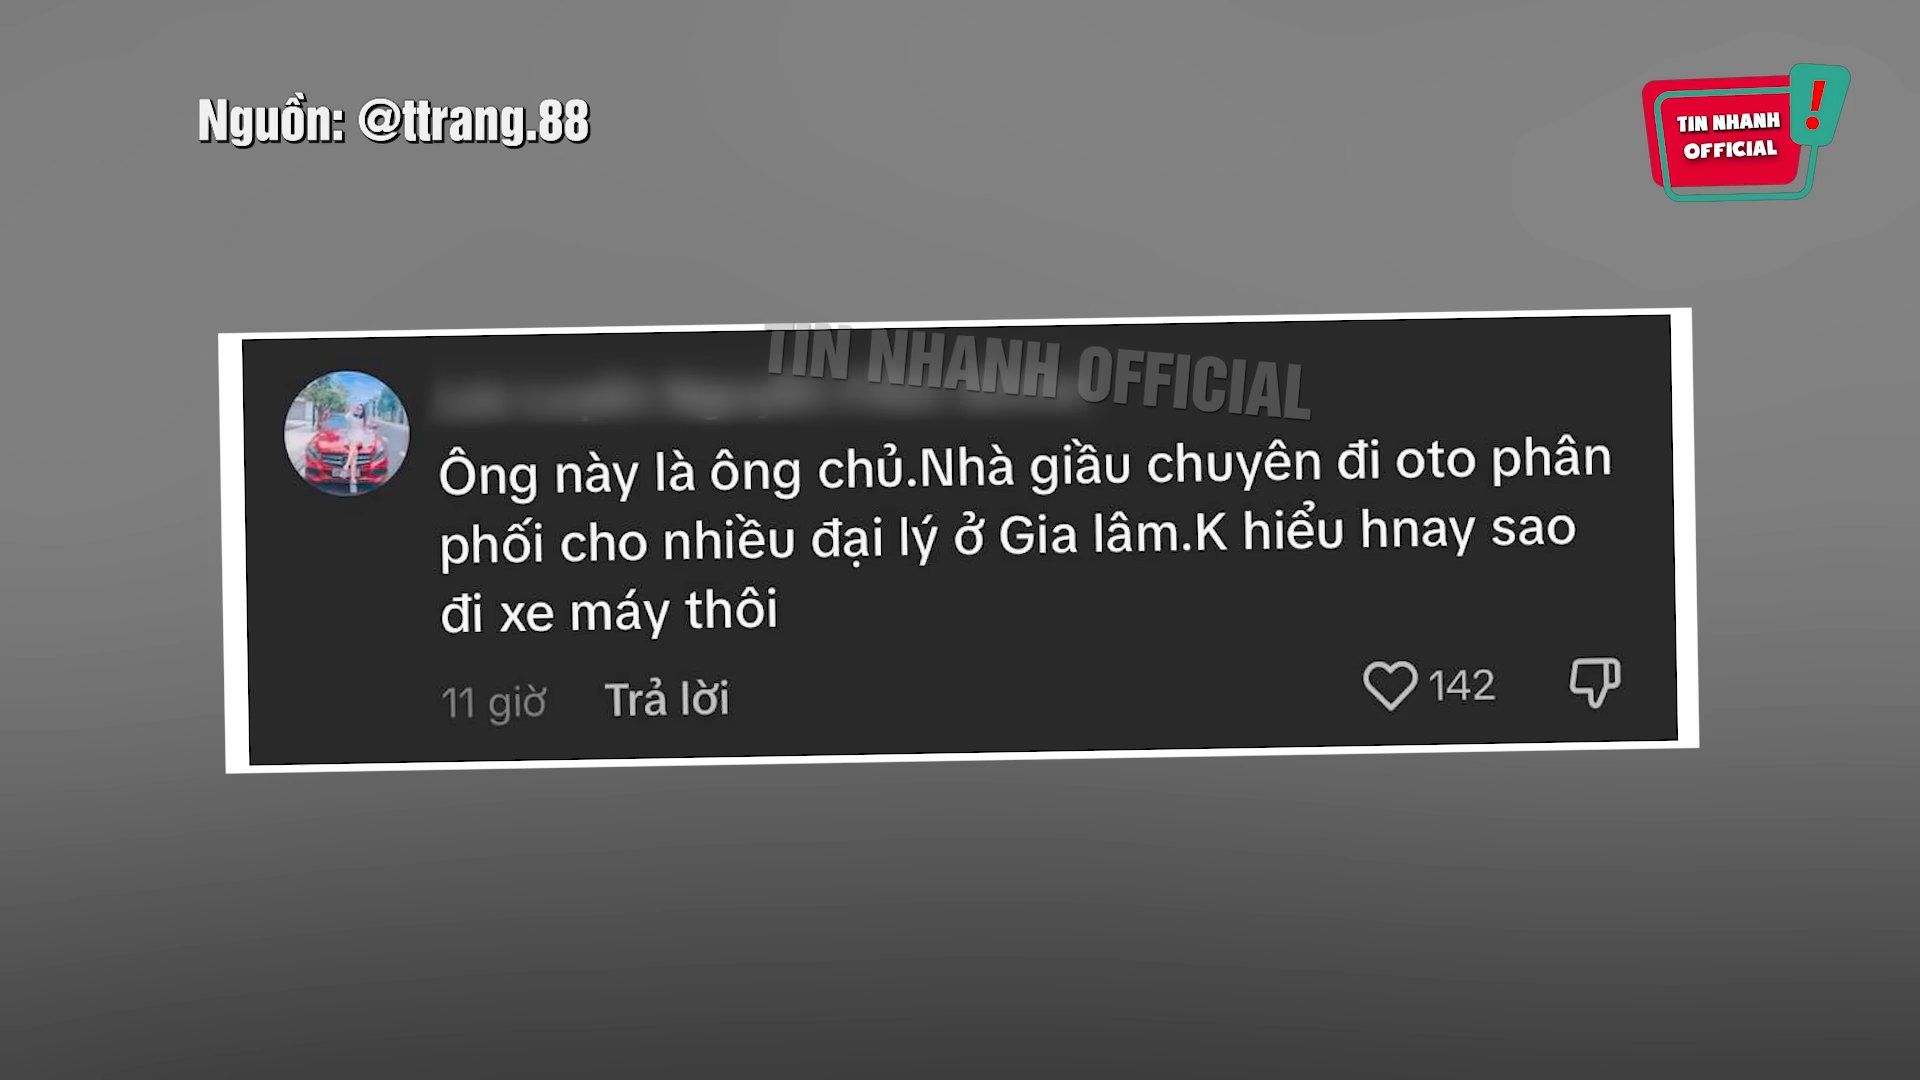 Nguồn: @ttrang.88
TIN NHANH
OFFICIAL
!
TIN NHANH OFFICIAL
Ông này là ông chủ.Nhà giầu chuyên đi oto phân
phối cho nhiều đại lý ở Gia lâm.K hiểu hnay sao
đi xe máy thôi
11 giờ Trả lời 142